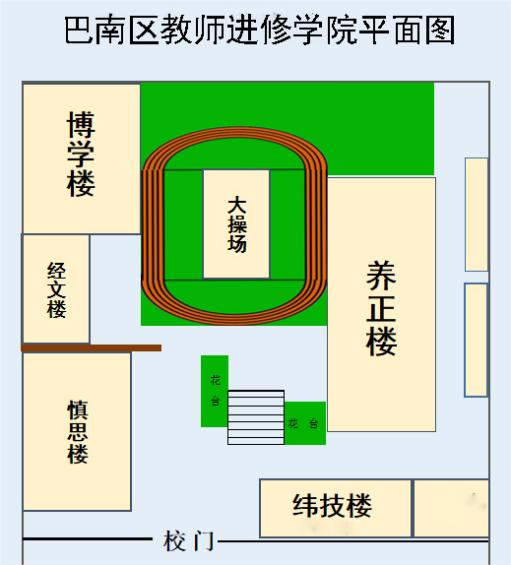 巴南区教师进修学院平面图
博学楼
大操场
经文楼
养正楼
花台
慎思楼
花台
纬技楼
校门